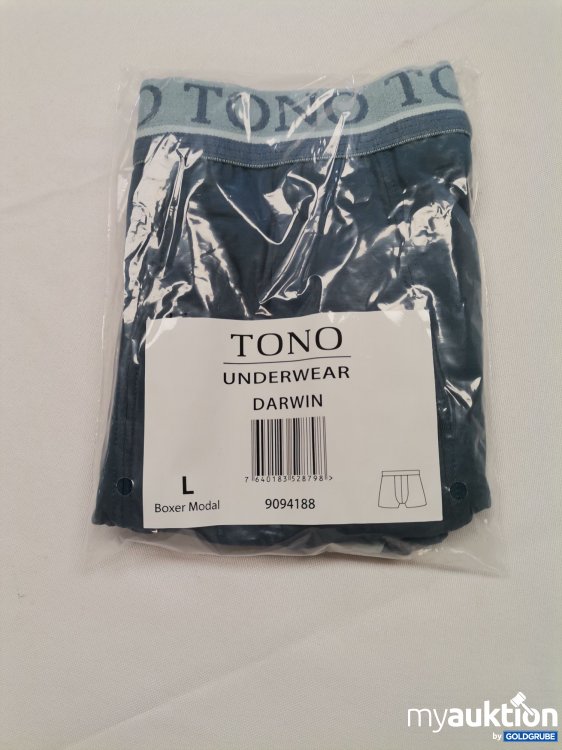 O TONO TO
TONO
UNDERWEAR
DARWIN
7 640183 528798 >
L
Boxer Modal
9094188
myauktion
by GOLDGRUBE